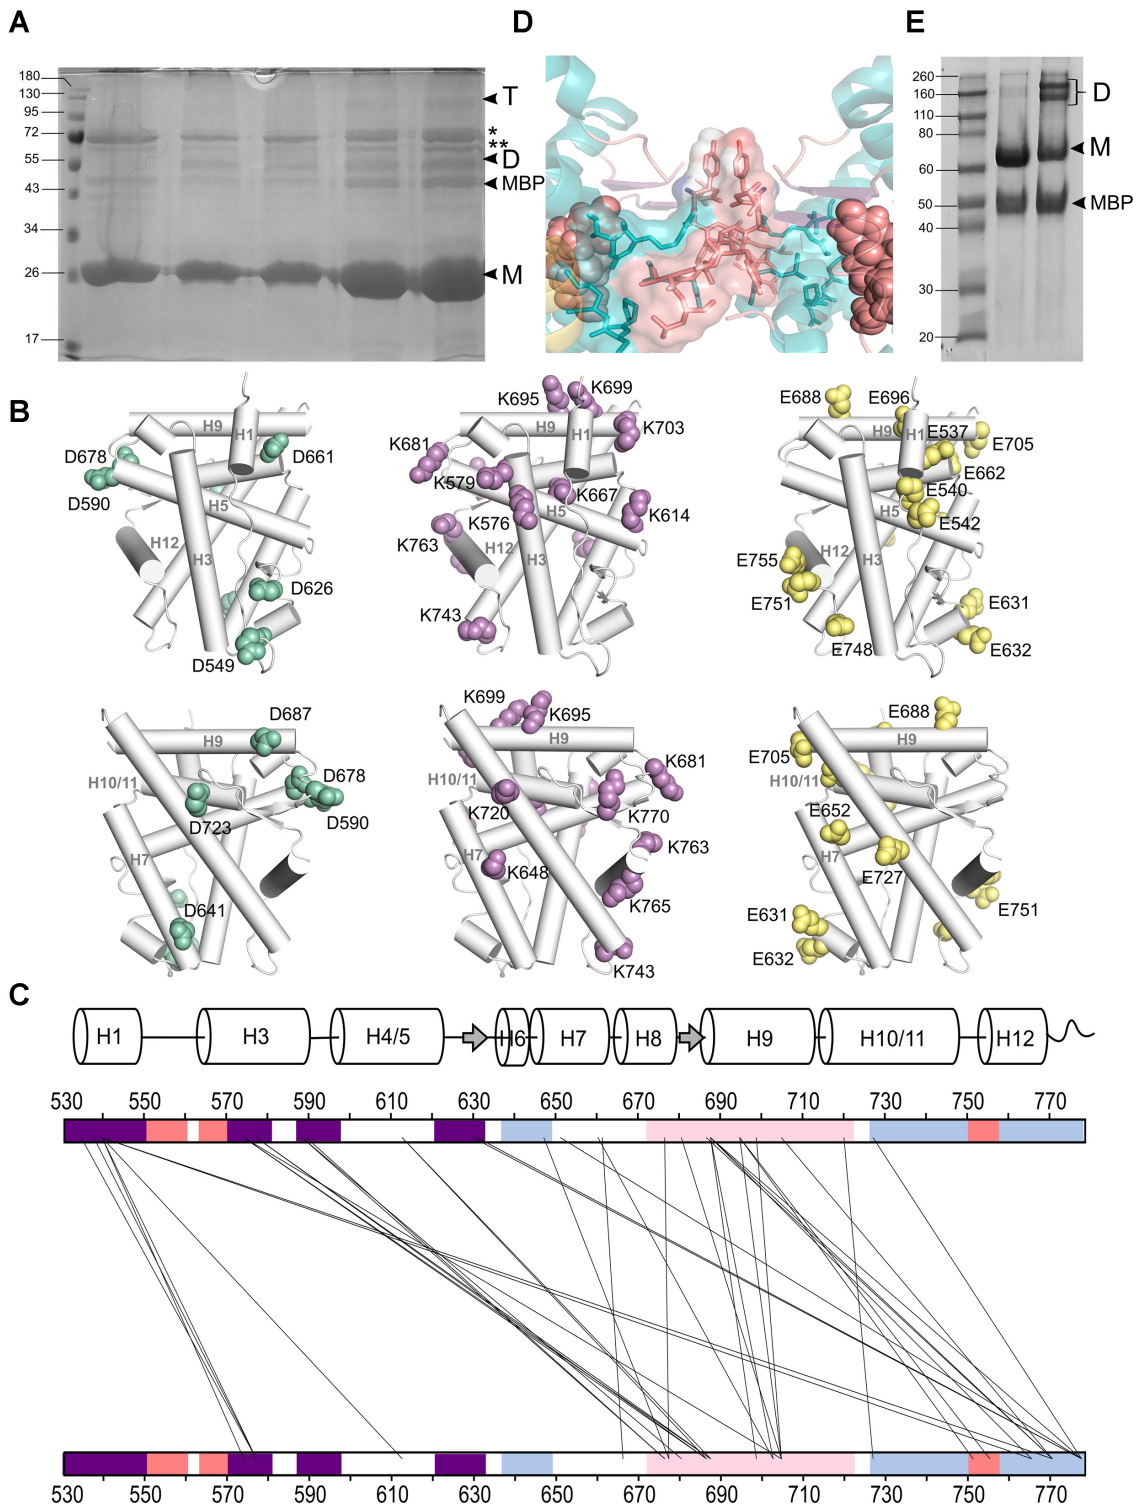 A
180
130
95
72
55
43
34
26
17
T
*
**
D
MBP
M
D
E
260
160
110
80
60
50
40
30
20
D
M
MBP
B
H9
H1
D678
D661
D590
H5
H12
H3
D626
D549
K695
K699
H9
H1
K703
K681
K579
K667
K576
H5
K614
K763
H12
H3
K743
E688
E696
H9
H1
E537
E705
E662
E540
H5
E542
E755
H12
H3
E751
E631
E748
E632
D687
H9
H10/11
D678
D723
D590
H7
D641
K699
K695
H9
H10/11
K681
K720
K770
H7
K648
K763
K765
K743
E688
H9
E705
H10/11
E652
H7
E727
E751
E631
E632
C
H1
H3
H4/5
H6
H7
H8
H9
H10/11
H12
530 550 570 590 610 630 650 670 690 710 730 750 770
530 550 570 590 610 630 650 670 690 710 730 750 770